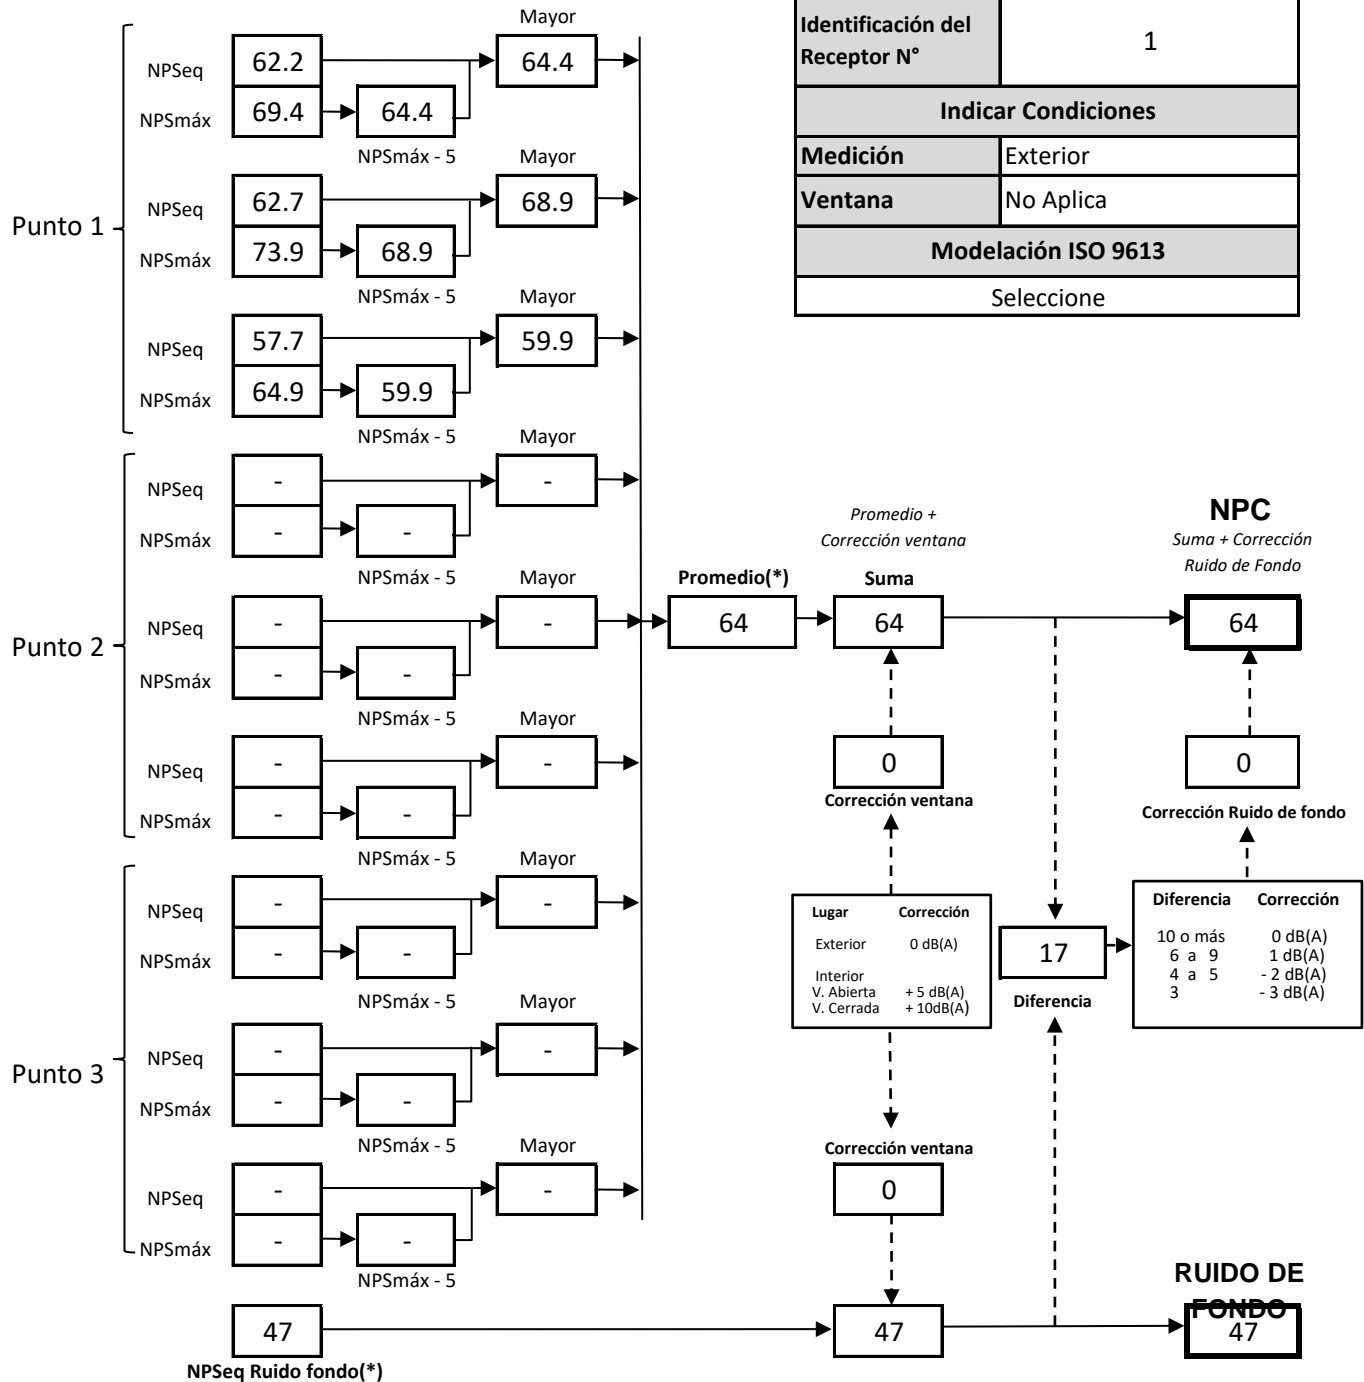 Identificación del
Receptor N°
1
Indicar Condiciones
Medición Exterior
Ventana No Aplica
Modelación ISO 9613
Seleccione
Punto 1
Mayor
NPSeq 62.2 64.4
NPSmáx 69.4 64.4
NPSmáx - 5 Mayor
NPSeq 62.7 68.9
NPSmáx 73.9 68.9
NPSmáx - 5 Mayor
NPSeq 57.7 59.9
NPSmáx 64.9 59.9
NPSmáx - 5 Mayor
Punto 2
NPSeq - -
NPSmáx - -
NPSmáx - 5 Mayor
NPSeq - -
NPSmáx - -
NPSmáx - 5 Mayor
NPSeq - -
NPSmáx - -
NPSmáx - 5 Mayor
Punto 3
NPSeq - -
NPSmáx - -
NPSmáx - 5 Mayor
NPSeq - -
NPSmáx - -
NPSmáx - 5 Mayor
NPSeq - -
NPSmáx - -
NPSmáx - 5
Promedio(*)
64
Promedio +
Corrección ventana
Suma
64
0
Corrección ventana
NPC
Suma + Corrección
Ruido de Fondo
64
0
Corrección Ruido de fondo
Lugar Corrección
Exterior 0 dB(A)
Interior
V. Abierta + 5 dB(A)
V. Cerrada + 10dB(A)
17
Diferencia
Diferencia Corrección
10 o más 0 dB(A)
6 a 9 1 dB(A)
4 a 5 - 2 dB(A)
3 - 3 dB(A)
Corrección ventana
0
47
NPSeq Ruido fondo(*)
47
RUIDO DE
FONDO
47